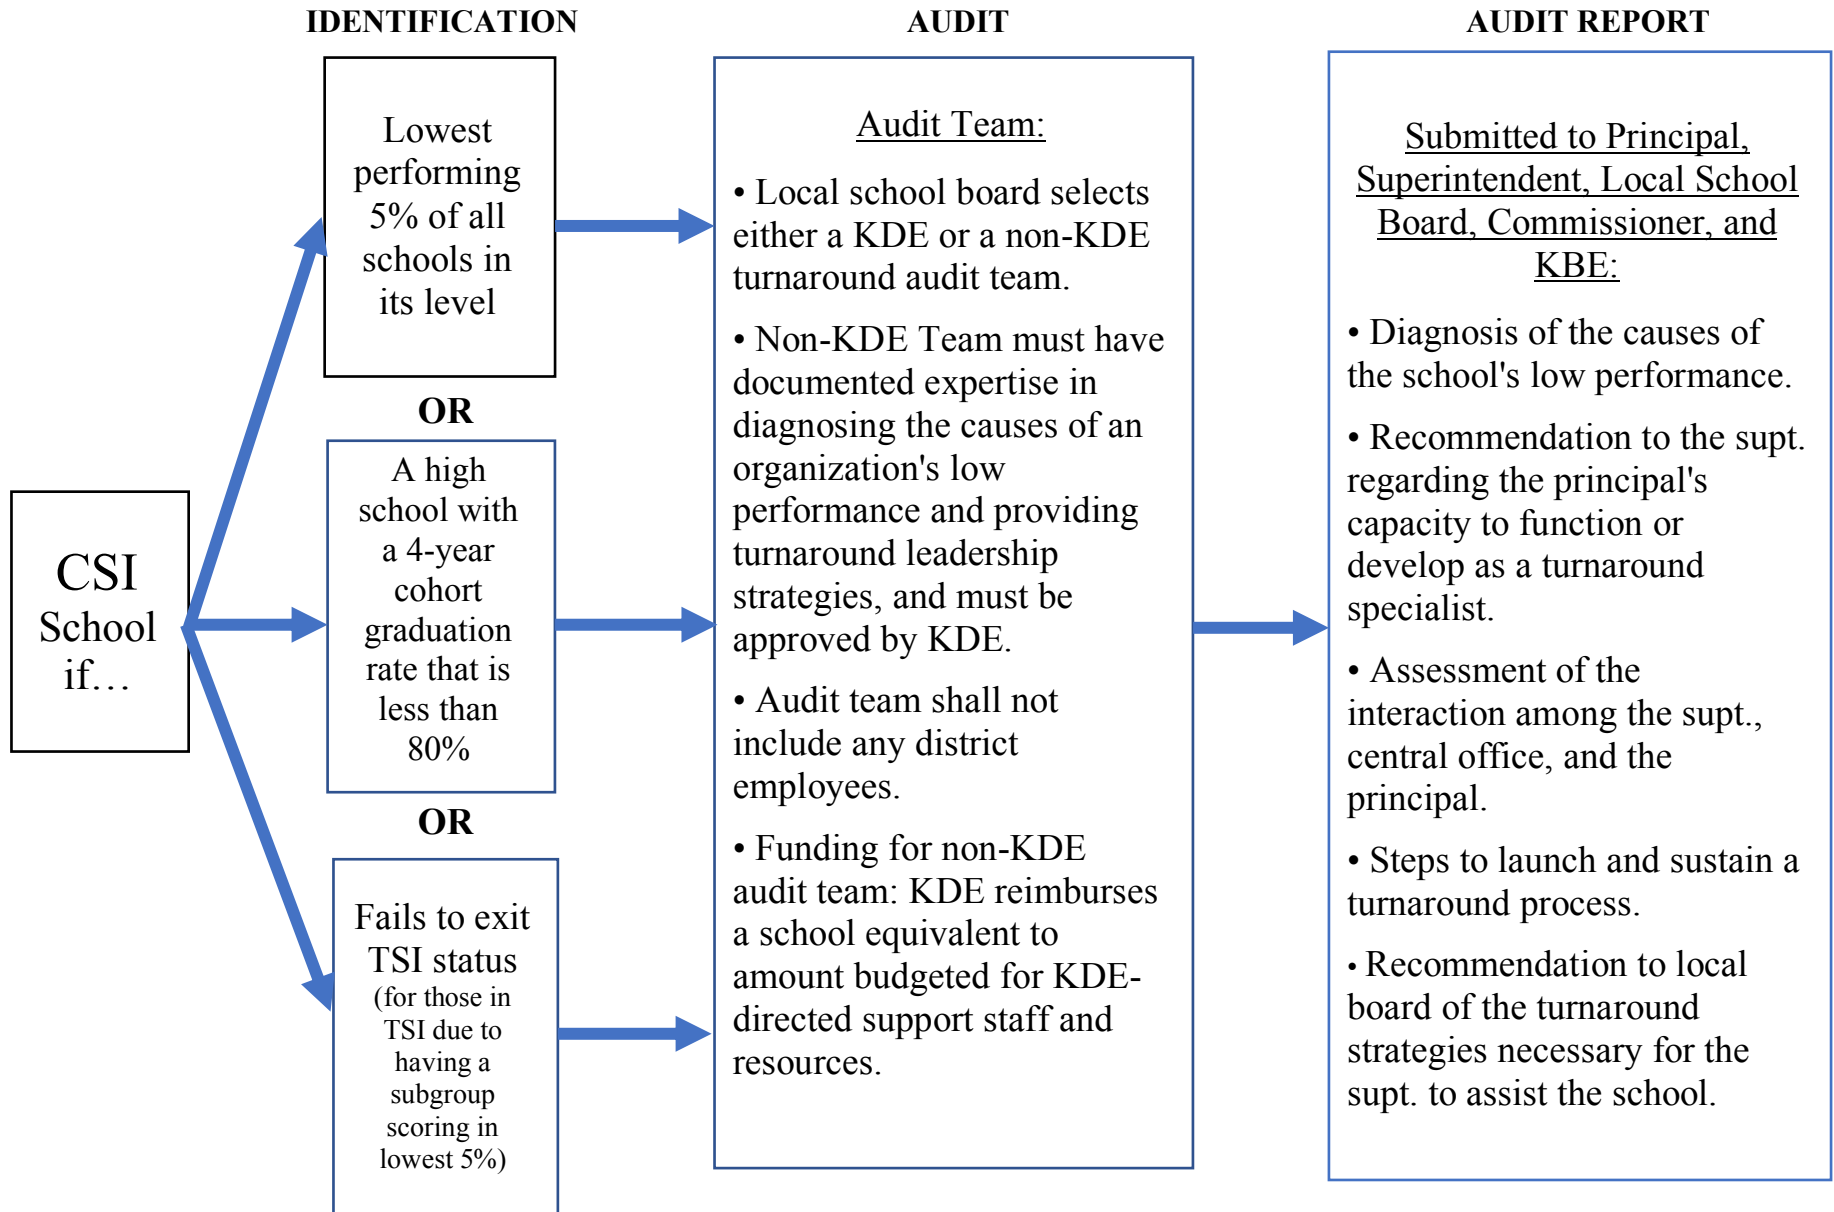 IDENTIFICATION
AUDIT
AUDIT REPORT
CSI
School
if…
Lowest
performing
5% of all
schools in
its level
OR
A high
school with
a 4-year
cohort
graduation
rate that is
less than
80%
OR
Fails to exit
TSI status
(for those in
TSI due to
having a
subgroup
scoring in
lowest 5%)
Audit Team:
• Local school board selects
either a KDE or a non-KDE
turnaround audit team.
• Non-KDE Team must have
documented expertise in
diagnosing the causes of an
organization's low
performance and providing
turnaround leadership
strategies, and must be
approved by KDE.
• Audit team shall not
include any district
employees.
• Funding for non-KDE
audit team: KDE reimburses
a school equivalent to
amount budgeted for KDE-
directed support staff and
resources.
Submitted to Principal,
Superintendent, Local School
Board, Commissioner, and
KBE:
• Diagnosis of the causes of
the school's low performance.
• Recommendation to the supt.
regarding the principal's
capacity to function or
develop as a turnaround
specialist.
• Assessment of the
interaction among the supt.,
central office, and the
principal.
• Steps to launch and sustain a
turnaround process.
• Recommendation to local
board of the turnaround
strategies necessary for the
supt. to assist the school.